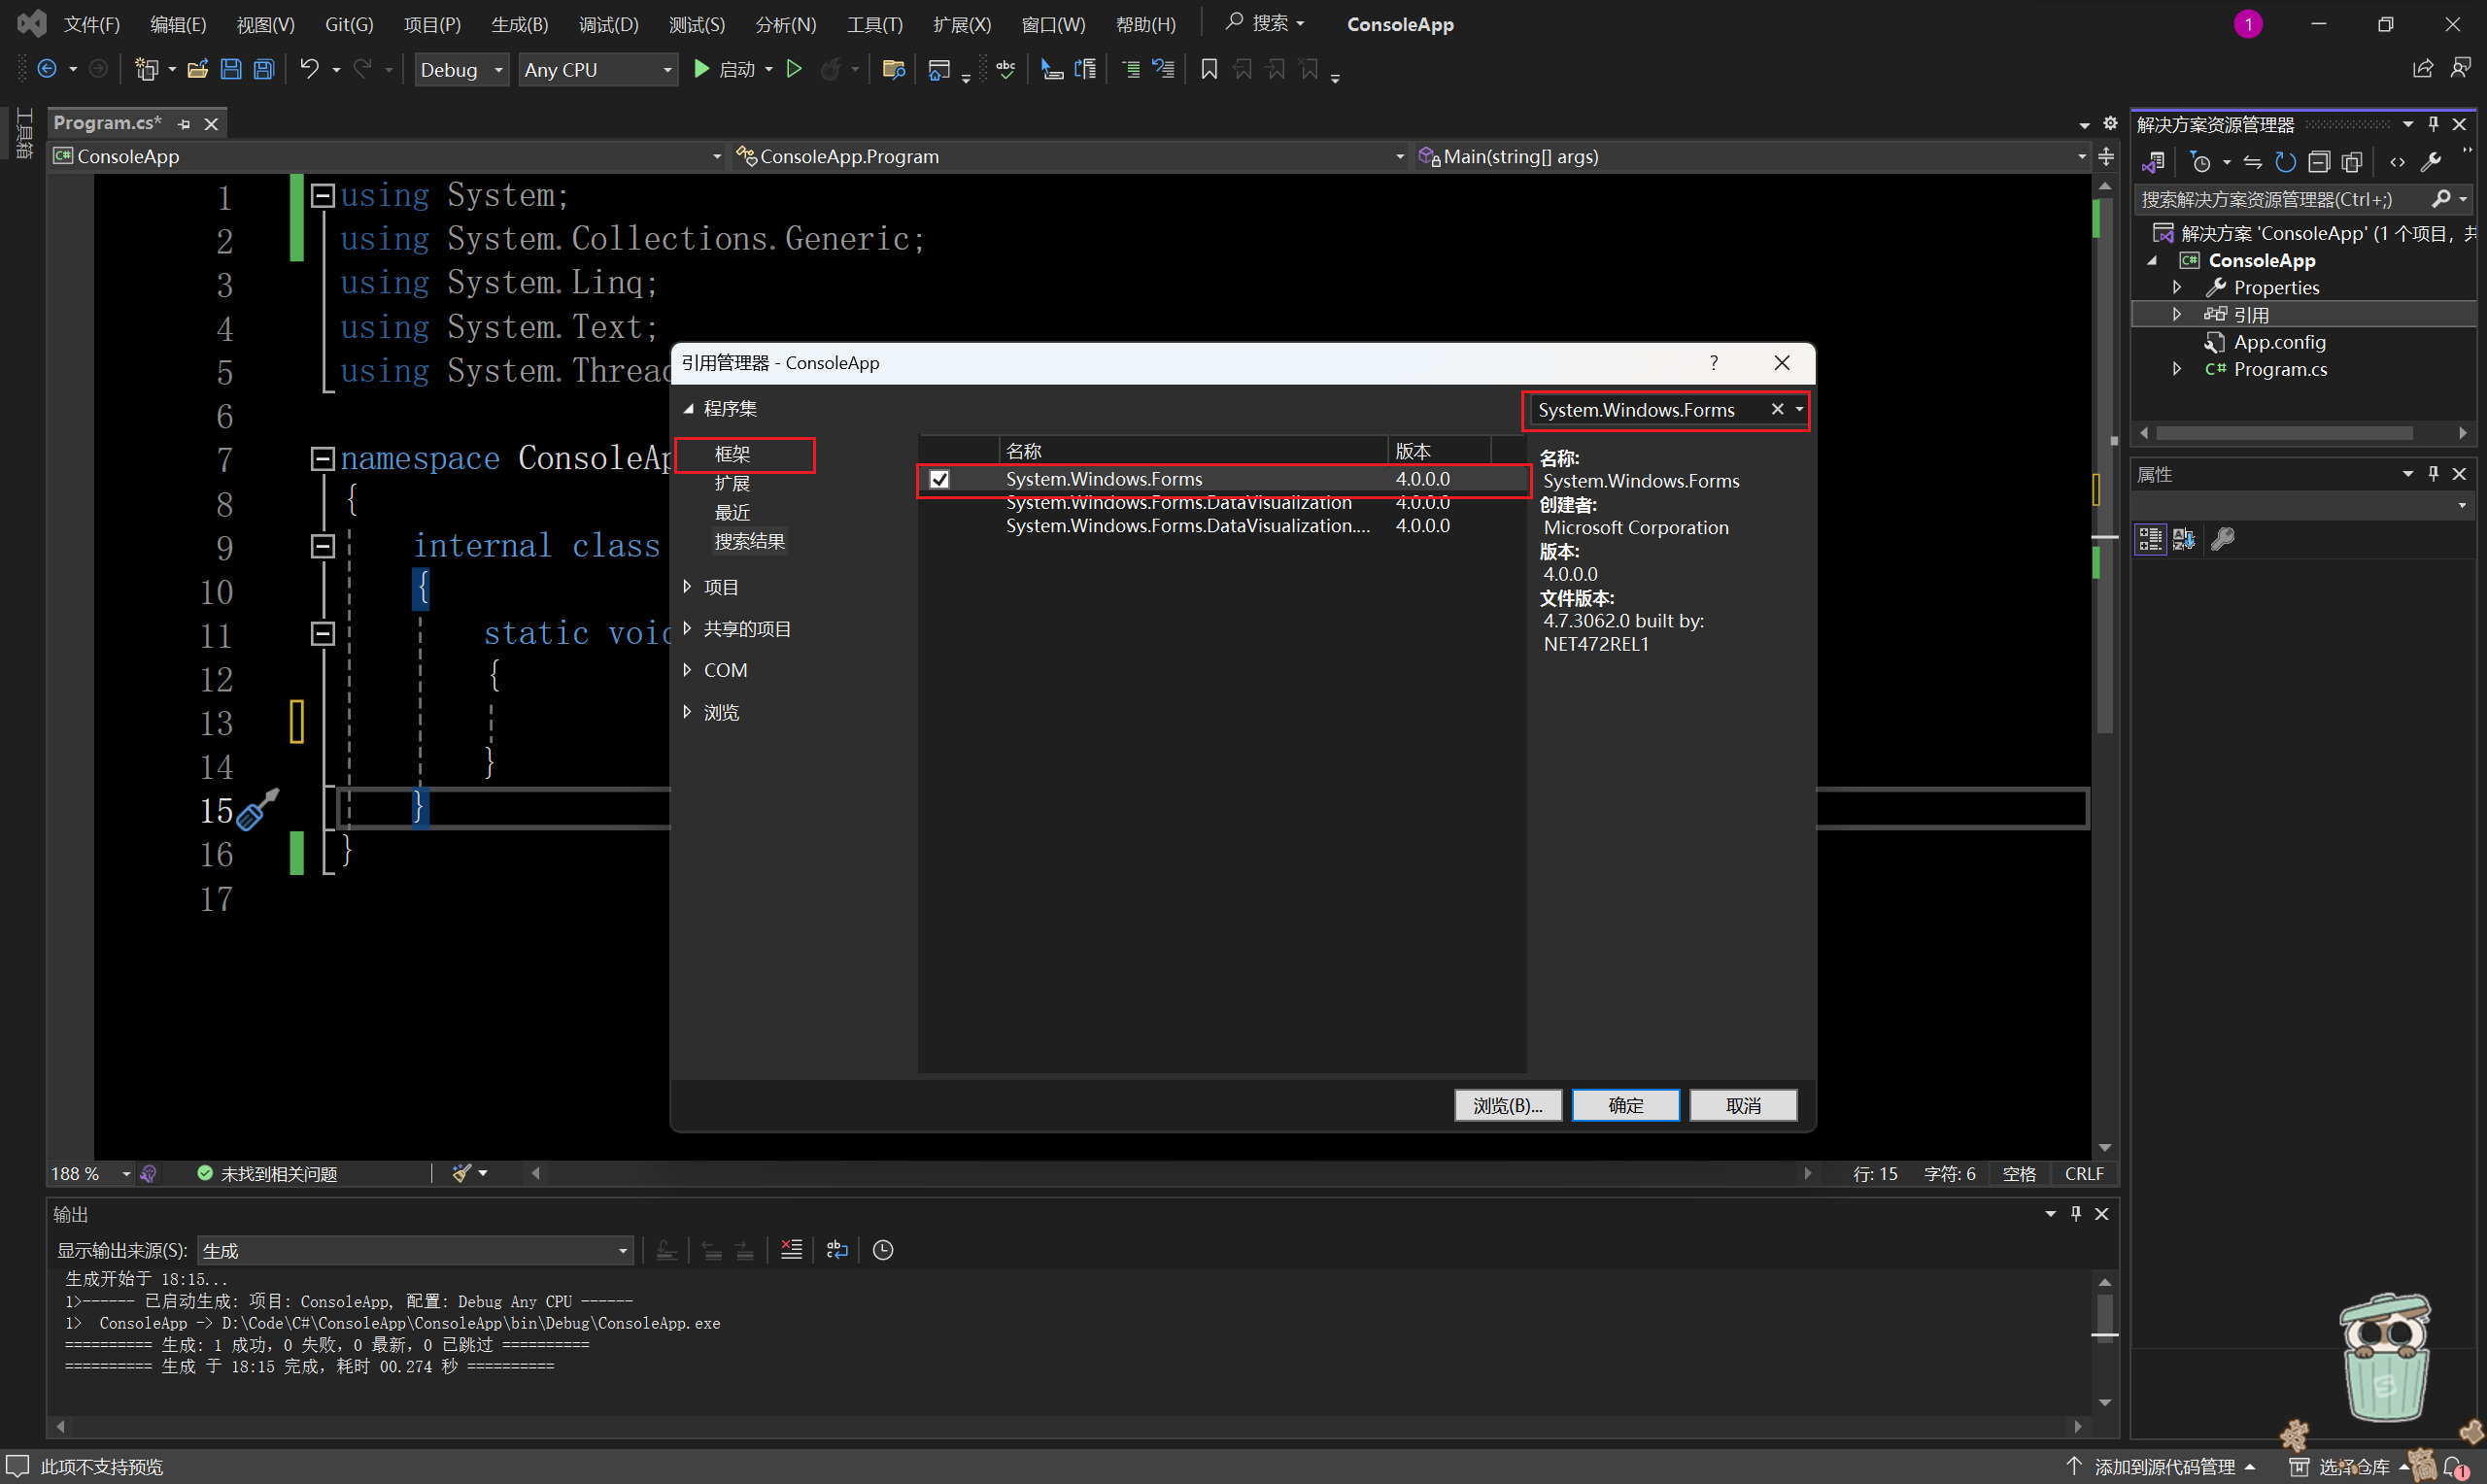 文件(F) 编辑(E) 视图(V) Git(G) 项目(P) 生成(B) 调试(D) 测试(S) 分析(N) 工具(T) 扩展(X) 窗口(W) 帮助(H) 搜索 ConsoleApp 1
Debug Any CPU 启动
工具箱
Program.cs*
ConsoleApp ConsoleApp.Program Main(string[] args)
1 using System;
2 using System.Collections.Generic;
3 using System.Linq;
4 using System.Text;
5 using System.Threa
6
7 namespace ConsoleAp
8 {
9 internal class
10 {
11 static voi
12 {
13
14 }
15 }
16 }
17
引用管理器 - ConsoleApp ?
程序集
框架
扩展
最近
搜索结果
项目
共享的项目
COM
浏览
System.Windows.Forms
名称 版本
System.Windows.Forms 4.0.0.0
System.Windows.Forms.DataVisualization 4.0.0.0
System.Windows.Forms.DataVisualization.... 4.0.0.0
名称:
System.Windows.Forms
创建者:
Microsoft Corporation
版本:
4.0.0.0
文件版本:
4.7.3062.0 built by:
NET472REL1
浏览(B)... 确定 取消
188 % 未找到相关问题 行: 15 字符: 6 空格 CRLF
输出
显示输出来源(S): 生成
生成开始于 18:15...
1>------ 已启动生成: 项目: ConsoleApp, 配置: Debug Any CPU ------
1> ConsoleApp -> D:\Code\C#\ConsoleApp\ConsoleApp\bin\Debug\ConsoleApp.exe
========== 生成: 1 成功，0 失败，0 最新，0 已跳过 ==========
========== 生成 于 18:15 完成，耗时 00.274 秒 ==========
解决方案资源管理器
搜索解决方案资源管理器(Ctrl+;)
解决方案 'ConsoleApp' (1 个项目，共
ConsoleApp
Properties
引用
App.config
Program.cs
属性
此项不支持预览 添加到源代码管理 选择仓库 1